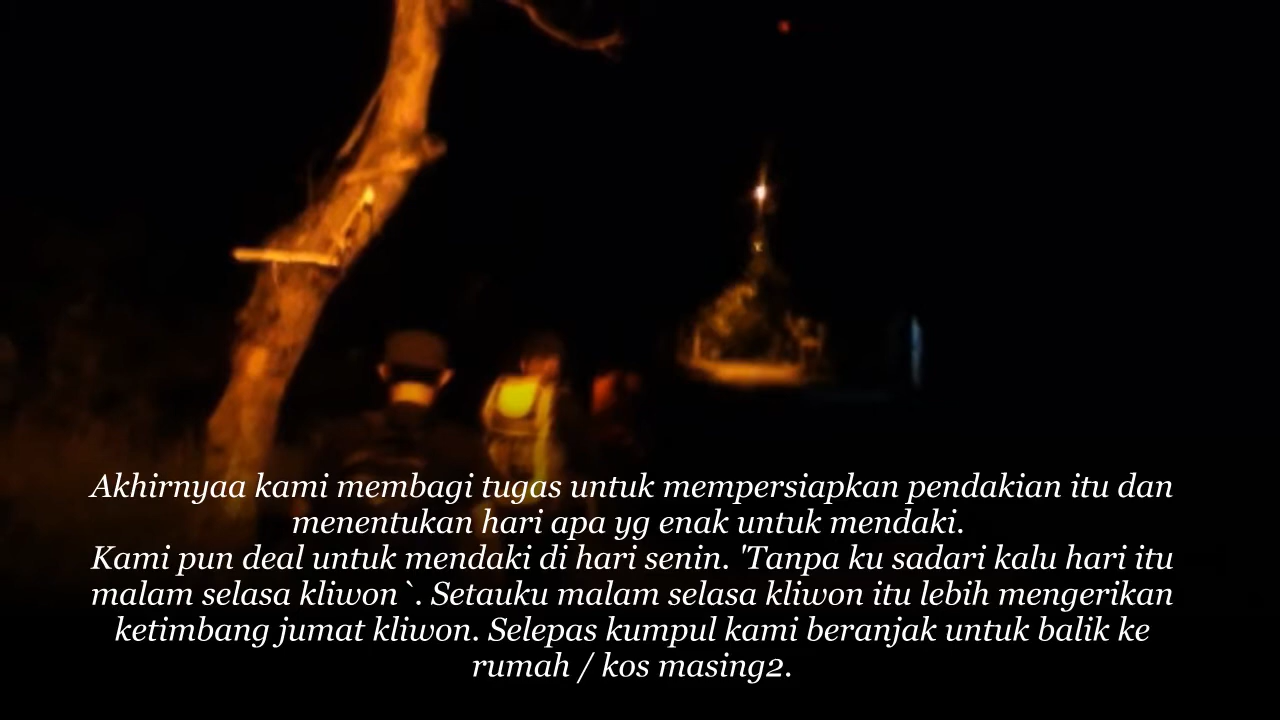 Akhirnyaa kami membagi tugas untuk mempersiapkan pendakian itu dan
menentukan hari apa yg enak untuk mendaki.
Kami pun deal untuk mendaki di hari senin. 'Tanpa ku sadari kalu hari itu
malam selasa kliwon`. Setauku malam selasa kliwon itu lebih mengerikan
ketimbang jumat kliwon. Selepas kumpul kami beranjak untuk balik ke
rumah / kos masing2.